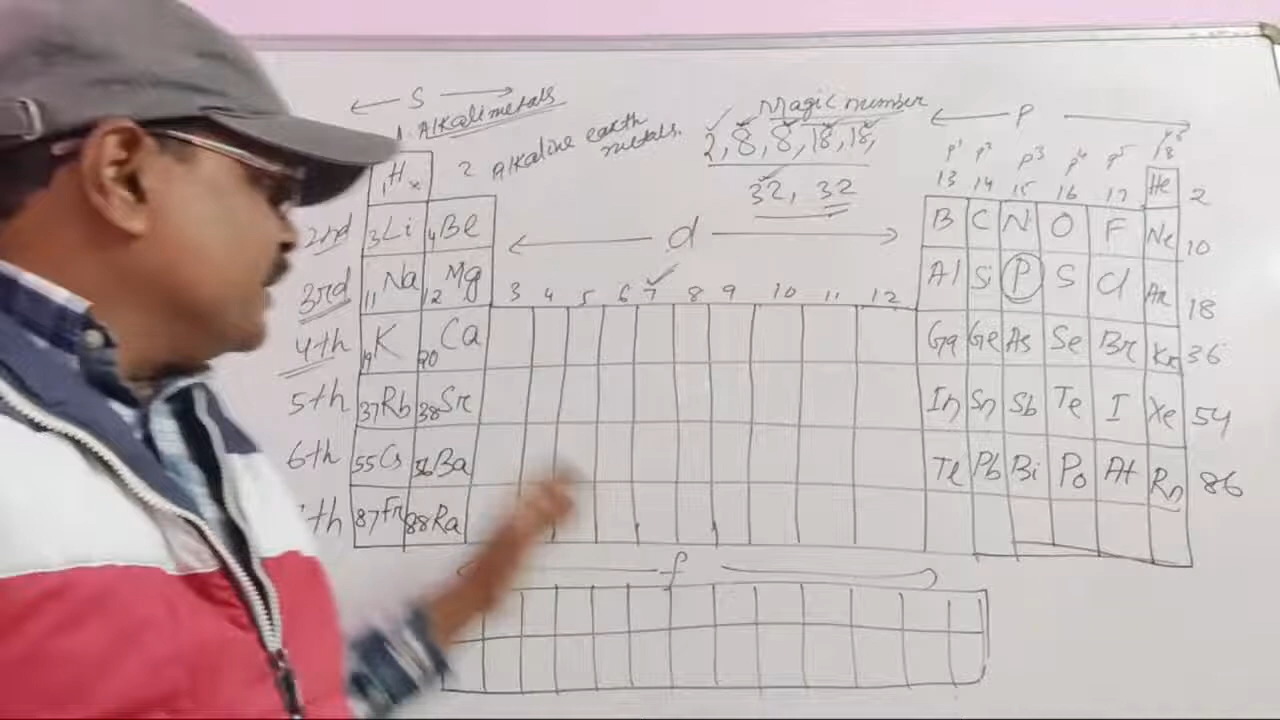 ← S →
1 Alkali metals
2 Alkaline earth metals.
Magic number
2, 8, 8, 18, 18,
32, 32
← P →
p¹ p² p³ p⁴ p⁵ p⁶
13 14 15 16 17 18
1H He 2
2nd 3Li 4Be B C N O F Ne 10
← d →
3rd 11Na 12Mg Al Si P S Cl Ar 18
3 4 5 6 7 8 9 10 11 12
4th 19K 20Ca Ga Ge As Se Br Kr 36
5th 37Rb 38Sr In Sn Sb Te I Xe 54
6th 55Cs 56Ba Tl Pb Bi Po At Rn 86
th 87Fr 88Ra
f